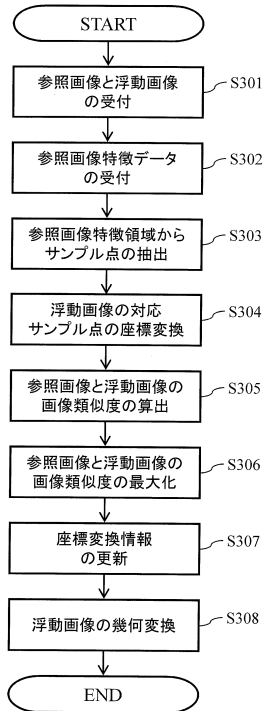 START
参照画像と浮動画像
の受付
S301
参照画像特徴データ
の受付
S302
参照画像特徴領域から
サンプル点の抽出
S303
浮動画像の対応
サンプル点の座標変換
S304
参照画像と浮動画像の
画像類似度の算出
S305
参照画像と浮動画像の
画像類似度の最大化
S306
座標変換情報
の更新
S307
浮動画像の幾何変換
S308
END